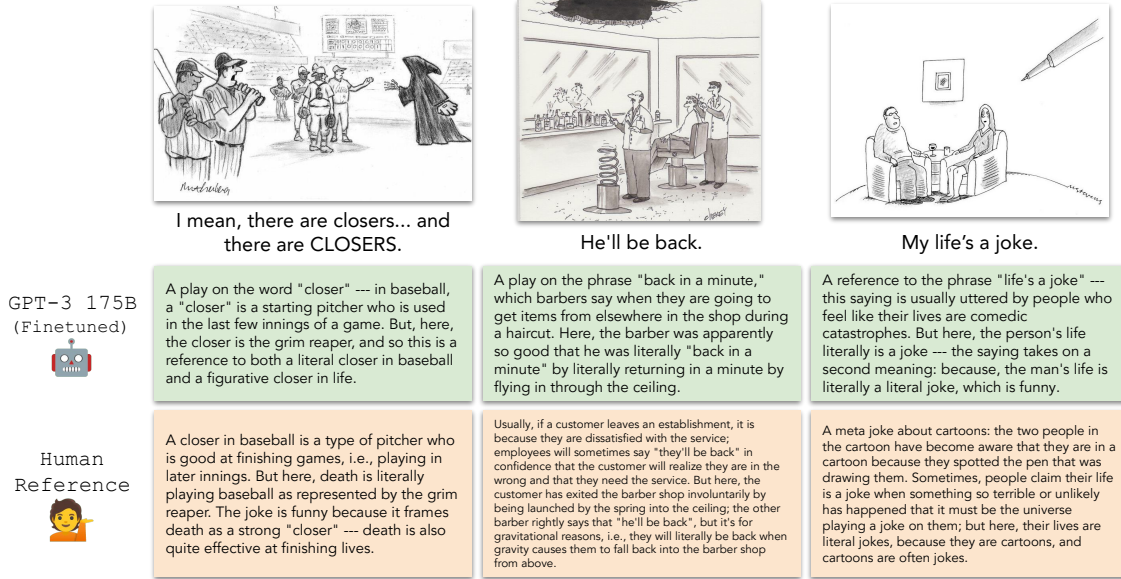 I mean, there are closers... and
there are CLOSERS.
He'll be back.
My life's a joke.
GPT-3 175B
(Finetuned)
A play on the word "closer" --- in baseball,
a "closer" is a starting pitcher who is used
in the last few innings of a game. But, here,
the closer is the grim reaper, and so this is a
reference to both a literal closer in baseball
and a figurative closer in life.
A play on the phrase "back in a minute,"
which barbers say when they are going to
get items from elsewhere in the shop during
a haircut. Here, the barber was apparently
so good that he was literally "back in a
minute" by literally returning in a minute by
flying in through the ceiling.
A reference to the phrase "life's a joke" ---
this saying is usually uttered by people who
feel like their lives are comedic
catastrophes. But here, the person's life
literally is a joke --- the saying takes on a
second meaning: because, the man's life is
literally a literal joke, which is funny.
Human
Reference
A closer in baseball is a type of pitcher who
is good at finishing games, i.e., playing in
later innings. But here, death is literally
playing baseball as represented by the grim
reaper. The joke is funny because it frames
death as a strong "closer" --- death is also
quite effective at finishing lives.
Usually, if a customer leaves an establishment, it is
because they are dissatisfied with the service;
employees will sometimes say "they'll be back" in
confidence that the customer will realize they are in the
wrong and that they need the service. But here, the
customer has exited the barber shop involuntarily by
being launched by the spring into the ceiling; the other
barber rightly says that "he'll be back", but it's for
gravitational reasons, i.e., they will literally be back when
gravity causes them to fall back into the barber shop
from above.
A meta joke about cartoons: the two people in
the cartoon have become aware that they are in a
cartoon because they spotted the pen that was
drawing them. Sometimes, people claim their life
is a joke when something so terrible or unlikely
has happened that it must be the universe
playing a joke on them; but here, their lives are
literal jokes, because they are cartoons, and
cartoons are often jokes.